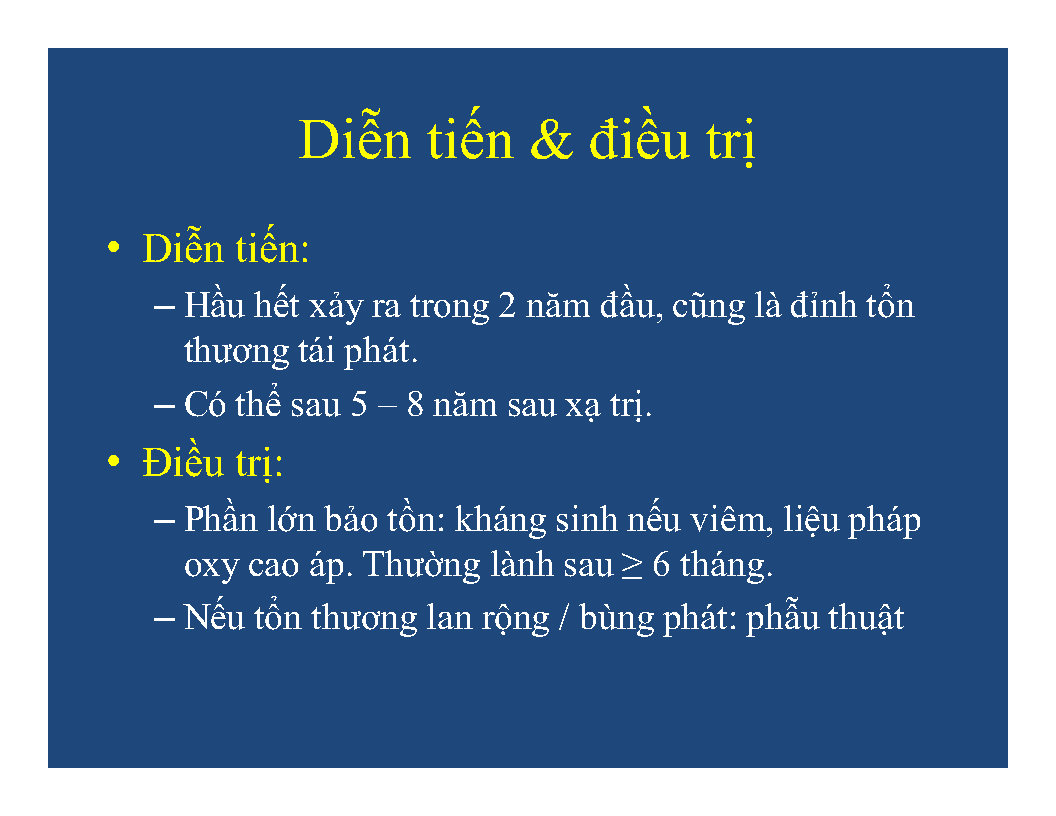 Diễn tiến & điều trị
• Diễn tiến:
– Hầu hết xảy ra trong 2 năm đầu, cũng là đỉnh tổn
thương tái phát.
– Có thể sau 5 – 8 năm sau xạ trị.
• Điều trị:
– Phần lớn bảo tồn: kháng sinh nếu viêm, liệu pháp
oxy cao áp. Thường lành sau ≥ 6 tháng.
– Nếu tổn thương lan rộng / bùng phát: phẫu thuật